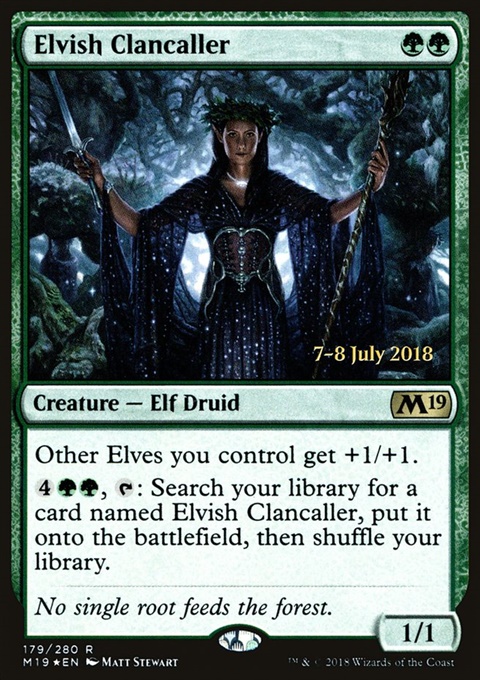 Elvish Clancaller
7–8 July 2018
Creature — Elf Druid
M19
Other Elves you control get +1/+1.
4, : Search your library for a
card named Elvish Clancaller, put it
onto the battlefield, then shuffle your
library.
No single root feeds the forest.
1/1
179/280 R
M19 ★ EN Matt Stewart
™ & © 2018 Wizards of the Coast